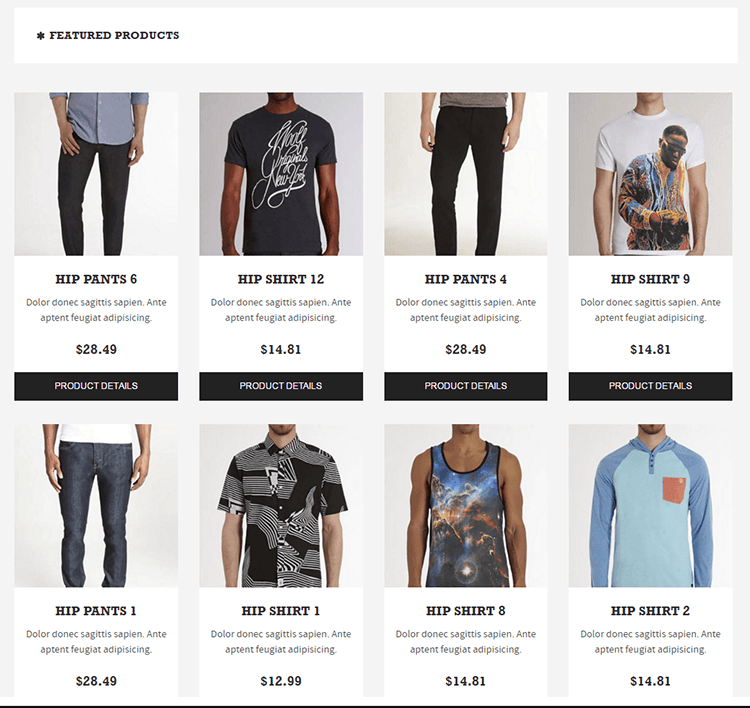 ✱ FEATURED PRODUCTS
HIP PANTS 6
Dolor donec sagittis sapien. Ante
aptent feugiat adipisicing.
$28.49
PRODUCT DETAILS
Woolf
Originals
New-York
HIP SHIRT 12
Dolor donec sagittis sapien. Ante
aptent feugiat adipisicing.
$14.81
PRODUCT DETAILS
HIP PANTS 4
Dolor donec sagittis sapien. Ante
aptent feugiat adipisicing.
$28.49
PRODUCT DETAILS
HIP SHIRT 9
Dolor donec sagittis sapien. Ante
aptent feugiat adipisicing.
$14.81
PRODUCT DETAILS
HIP PANTS 1
Dolor donec sagittis sapien. Ante
aptent feugiat adipisicing.
$28.49
HIP SHIRT 1
Dolor donec sagittis sapien. Ante
aptent feugiat adipisicing.
$12.99
HIP SHIRT 8
Dolor donec sagittis sapien. Ante
aptent feugiat adipisicing.
$14.81
HIP SHIRT 2
Dolor donec sagittis sapien. Ante
aptent feugiat adipisicing.
$14.81